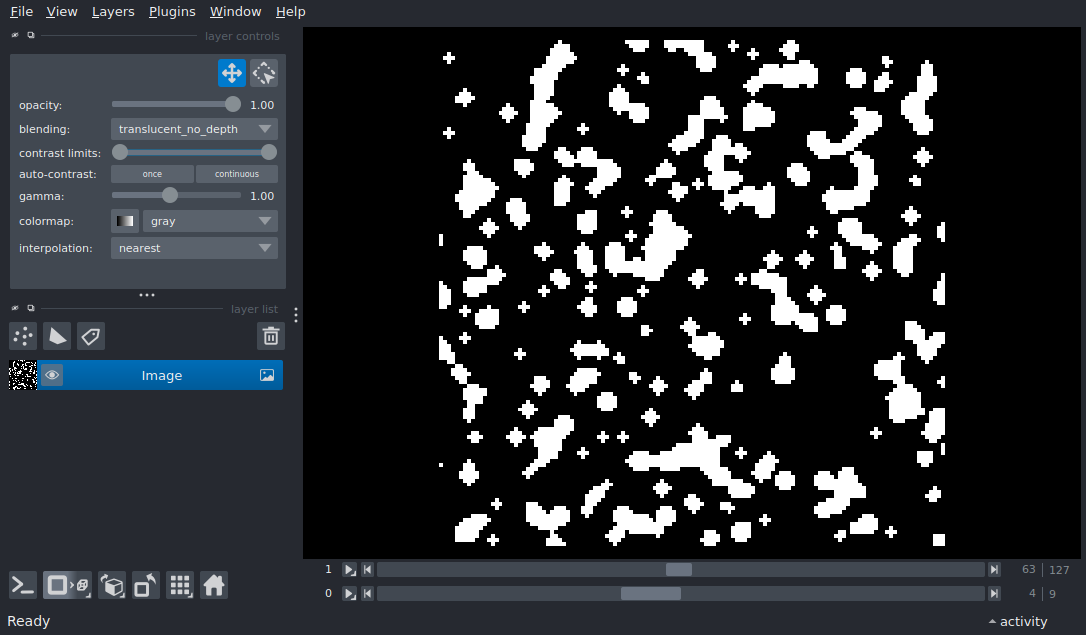 File View Layers Plugins Window Help
layer controls
opacity: 1.00
blending: translucent_no_depth
contrast limits:
auto-contrast: once continuous
gamma: 1.00
colormap: gray
interpolation: nearest
layer list
Image
1 63 127
0 4 9
Ready activity